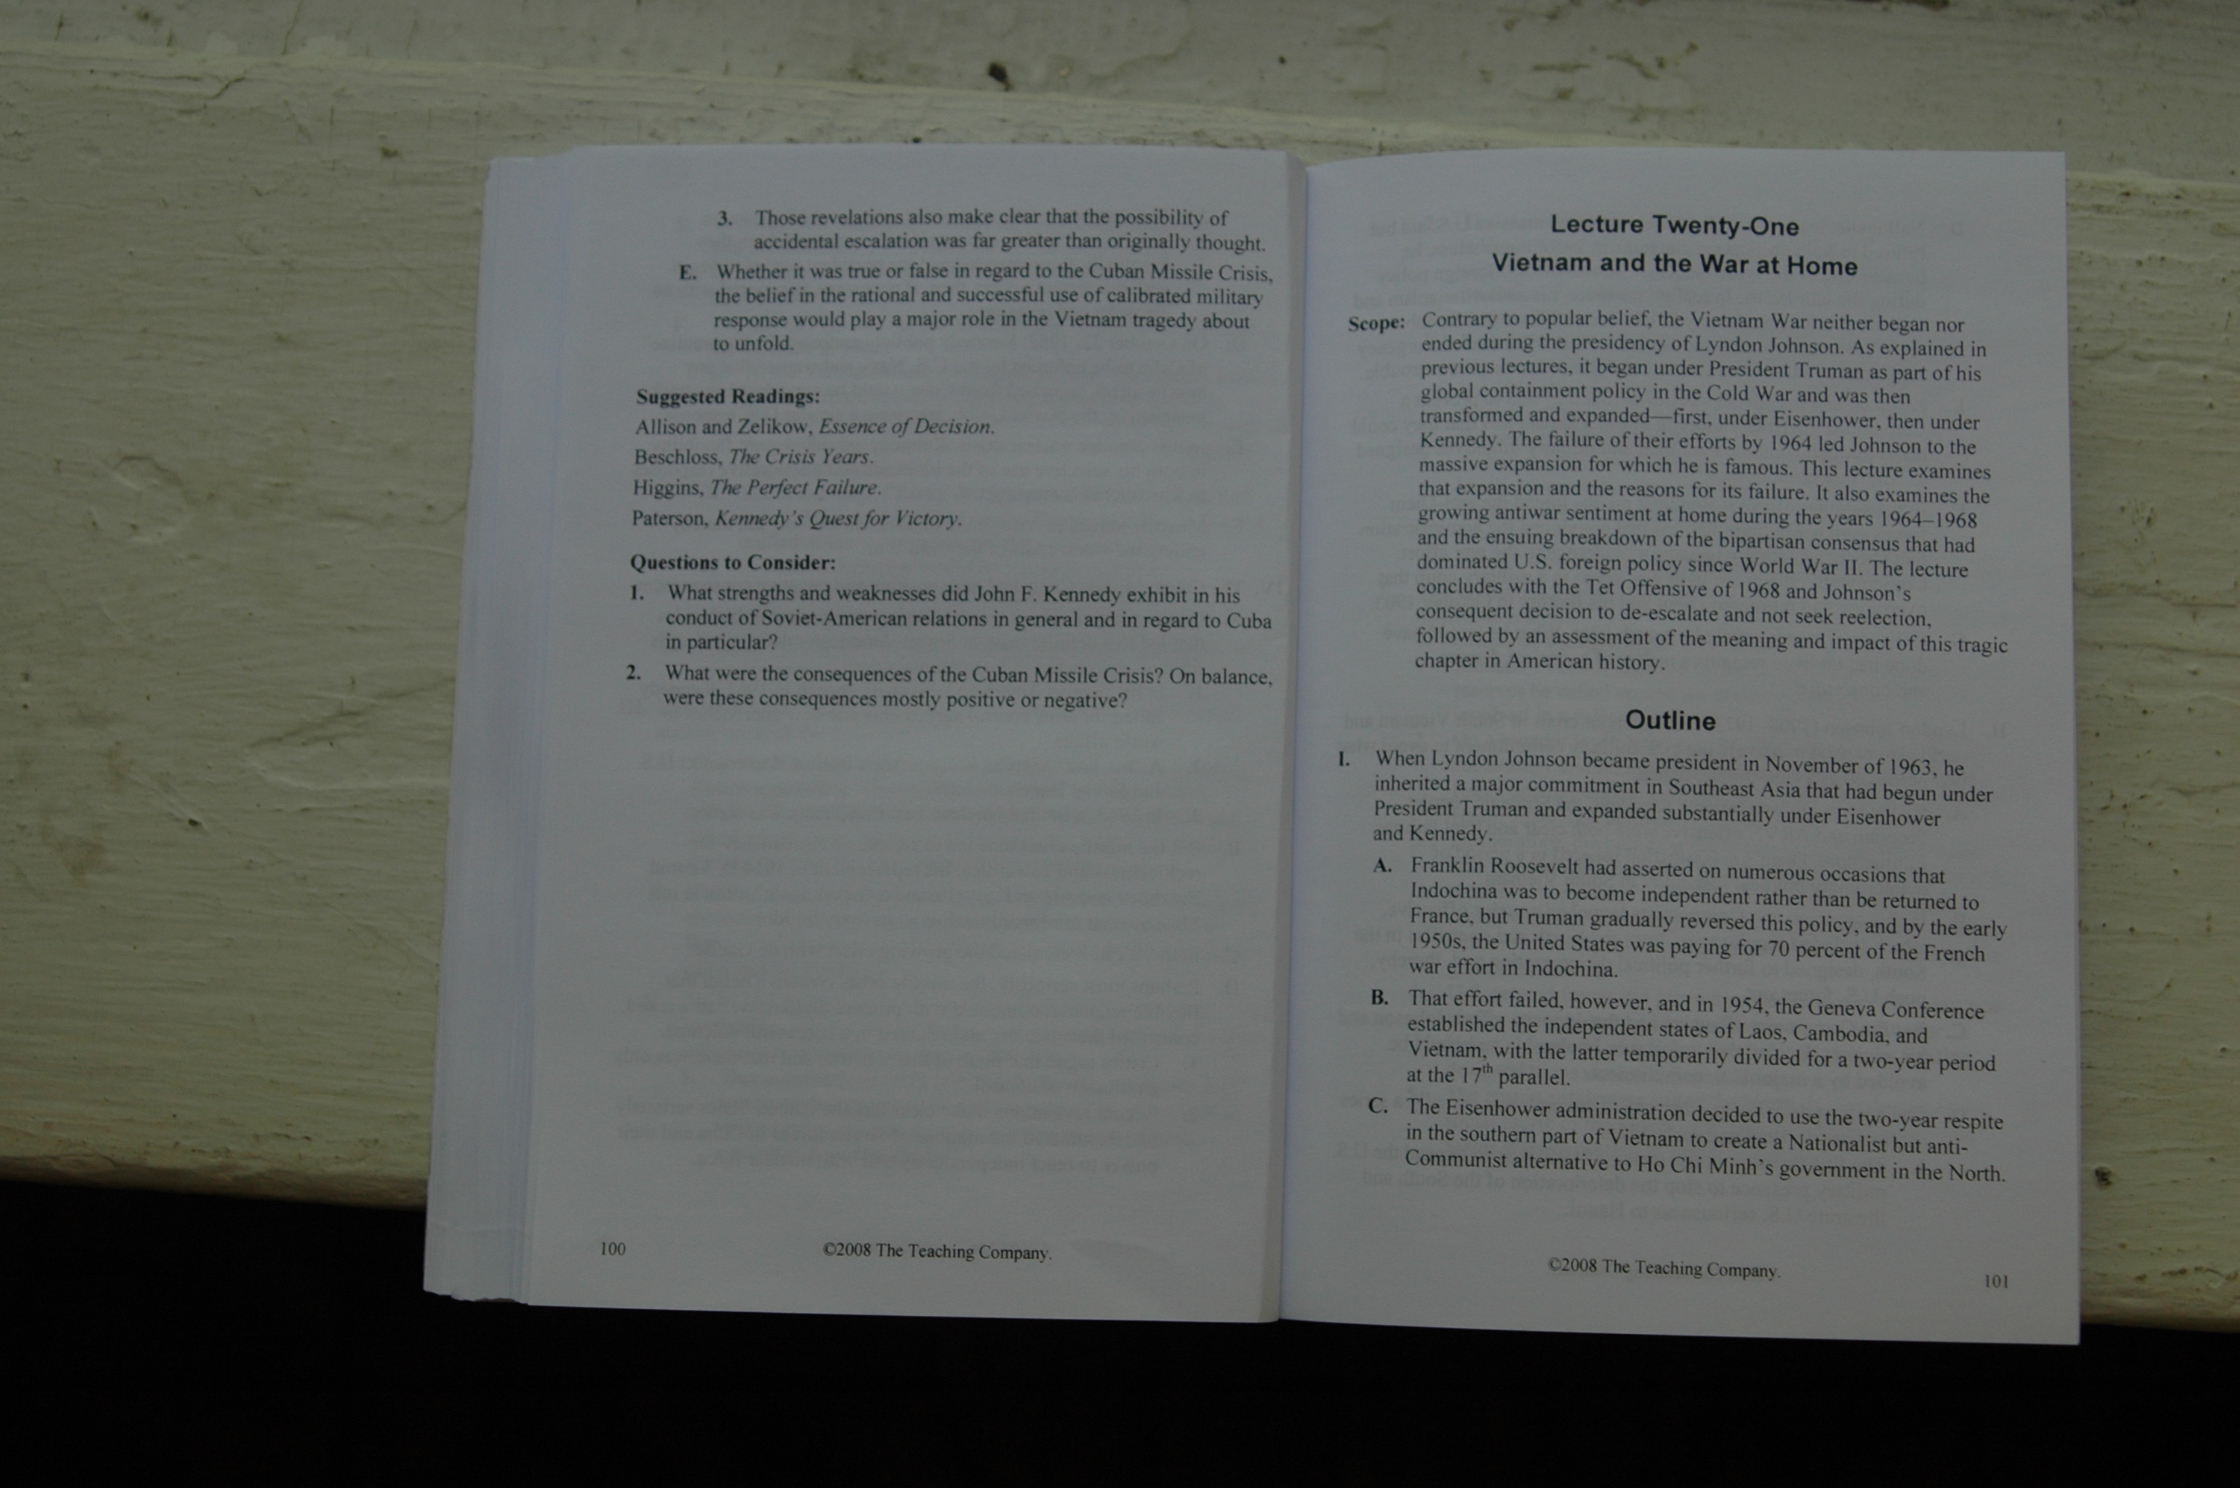 3. Those revelations also make clear that the possibility of
accidental escalation was far greater than originally thought.
E. Whether it was true or false in regard to the Cuban Missile Crisis,
the belief in the rational and successful use of calibrated military
response would play a major role in the Vietnam tragedy about
to unfold.
Suggested Readings:
Allison and Zelikow, Essence of Decision.
Beschloss, The Crisis Years.
Higgins, The Perfect Failure.
Paterson, Kennedy's Quest for Victory.
Questions to Consider:
1. What strengths and weaknesses did John F. Kennedy exhibit in his
conduct of Soviet-American relations in general and in regard to Cuba
in particular?
2. What were the consequences of the Cuban Missile Crisis? On balance,
were these consequences mostly positive or negative?
100
©2008 The Teaching Company.
Lecture Twenty-One
Vietnam and the War at Home
Scope: Contrary to popular belief, the Vietnam War neither began nor
ended during the presidency of Lyndon Johnson. As explained in
previous lectures, it began under President Truman as part of his
global containment policy in the Cold War and was then
transformed and expanded—first, under Eisenhower, then under
Kennedy. The failure of their efforts by 1964 led Johnson to the
massive expansion for which he is famous. This lecture examines
that expansion and the reasons for its failure. It also examines the
growing antiwar sentiment at home during the years 1964–1968
and the ensuing breakdown of the bipartisan consensus that had
dominated U.S. foreign policy since World War II. The lecture
concludes with the Tet Offensive of 1968 and Johnson's
consequent decision to de-escalate and not seek reelection,
followed by an assessment of the meaning and impact of this tragic
chapter in American history.
Outline
I. When Lyndon Johnson became president in November of 1963, he
inherited a major commitment in Southeast Asia that had begun under
President Truman and expanded substantially under Eisenhower
and Kennedy.
A. Franklin Roosevelt had asserted on numerous occasions that
Indochina was to become independent rather than be returned to
France, but Truman gradually reversed this policy, and by the early
1950s, the United States was paying for 70 percent of the French
war effort in Indochina.
B. That effort failed, however, and in 1954, the Geneva Conference
established the independent states of Laos, Cambodia, and
Vietnam, with the latter temporarily divided for a two-year period
at the 17th parallel.
C. The Eisenhower administration decided to use the two-year respite
in the southern part of Vietnam to create a Nationalist but anti-
Communist alternative to Ho Chi Minh's government in the North.
©2008 The Teaching Company.
101